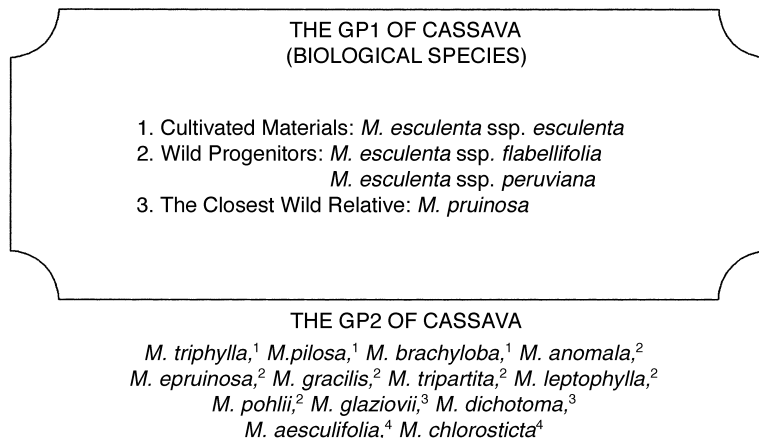 THE GP1 OF CASSAVA
(BIOLOGICAL SPECIES)
1. Cultivated Materials: M. esculenta ssp. esculenta
2. Wild Progenitors: M. esculenta ssp. flabellifolia
M. esculenta ssp. peruviana
3. The Closest Wild Relative: M. pruinosa
THE GP2 OF CASSAVA
M. triphylla,¹ M.pilosa,¹ M. brachyloba,¹ M. anomala,²
M. epruinosa,² M. gracilis,² M. tripartita,² M. leptophylla,²
M. pohlii,² M. glaziovii,³ M. dichotoma,³
M. aesculifolia,⁴ M. chlorosticta⁴